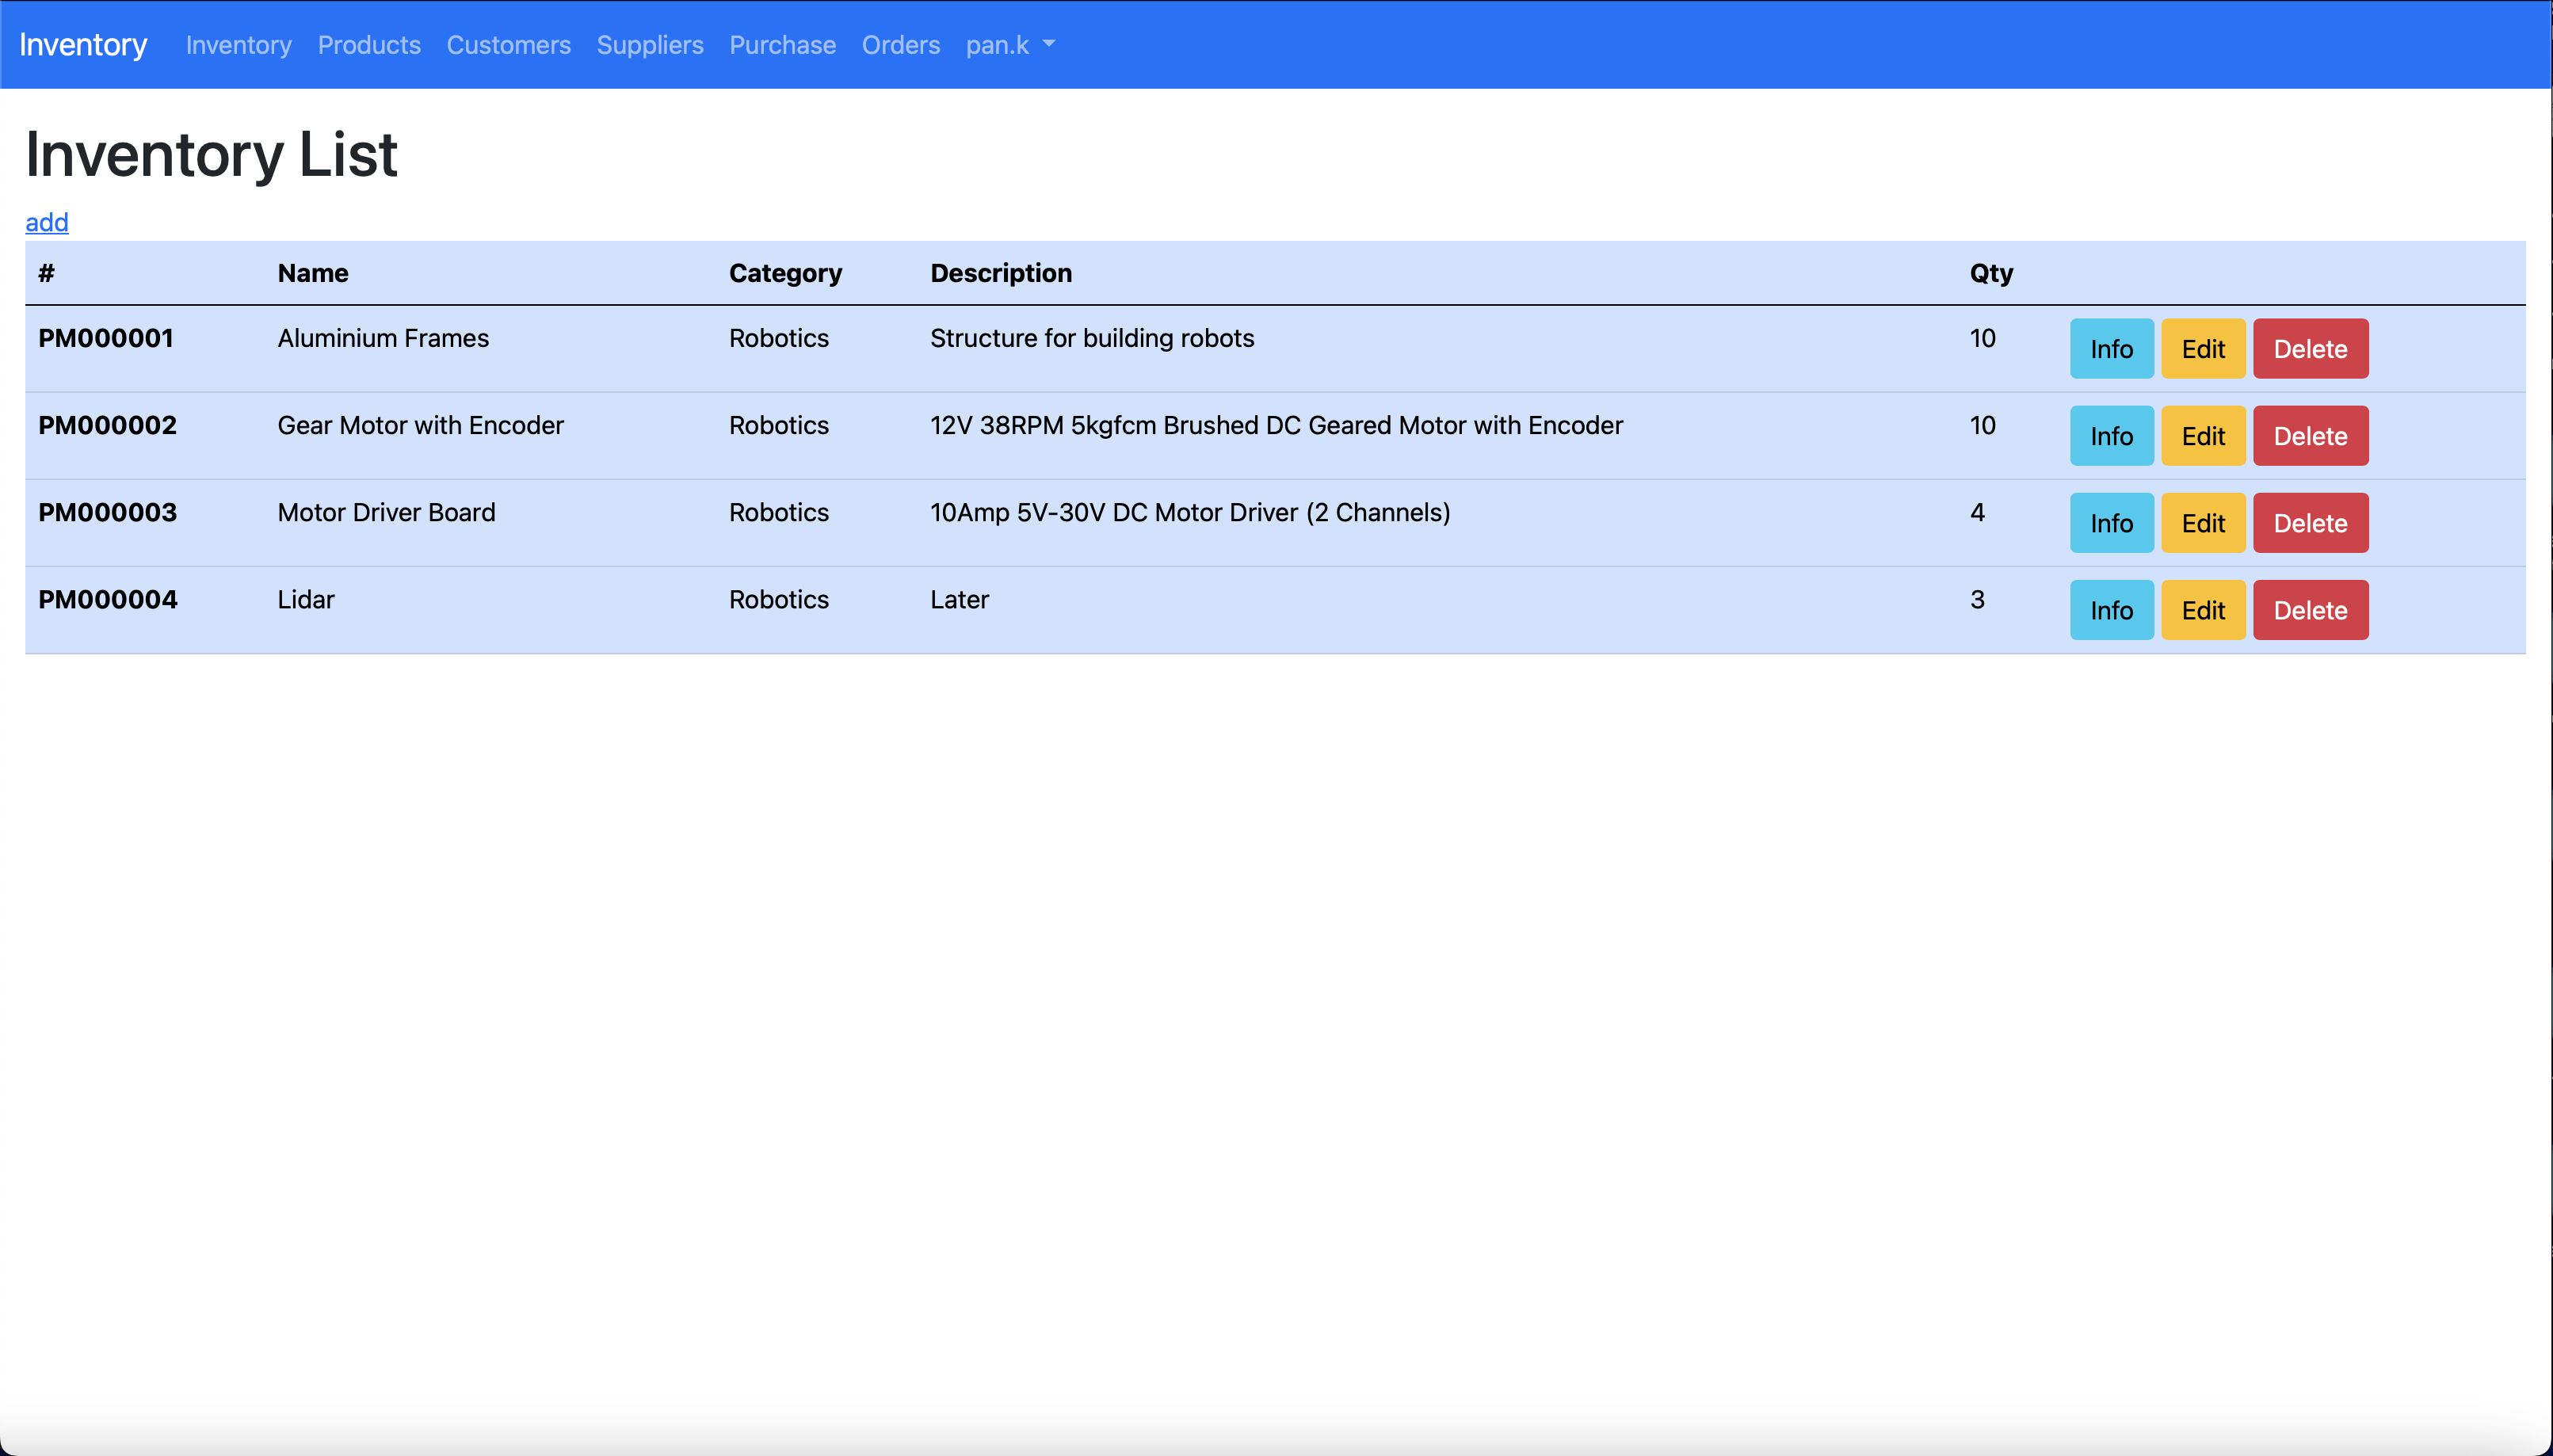 Inventory Inventory Products Customers Suppliers Purchase Orders pan.k
Inventory List
add
# Name Category Description Qty
PM000001 Aluminium Frames Robotics Structure for building robots 10 Info Edit Delete
PM000002 Gear Motor with Encoder Robotics 12V 38RPM 5kgfcm Brushed DC Geared Motor with Encoder 10 Info Edit Delete
PM000003 Motor Driver Board Robotics 10Amp 5V-30V DC Motor Driver (2 Channels) 4 Info Edit Delete
PM000004 Lidar Robotics Later 3 Info Edit Delete